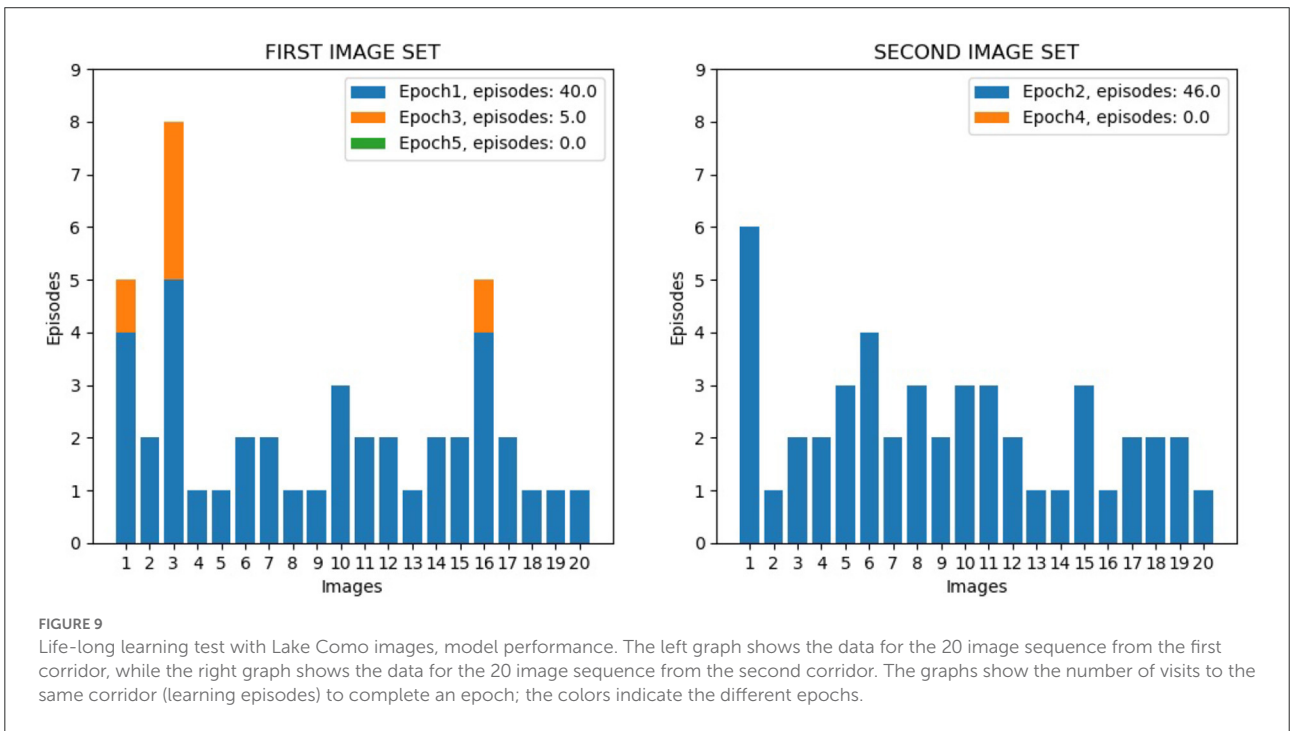 FIRST IMAGE SET
9
8
7
6
5
4
3
2
1
0
Episodes
Epoch1, episodes: 40.0
Epoch3, episodes: 5.0
Epoch5, episodes: 0.0
1 2 3 4 5 6 7 8 9 10 11 12 13 14 15 16 17 18 19 20
Images
SECOND IMAGE SET
9
8
7
6
5
4
3
2
1
0
Episodes
Epoch2, episodes: 46.0
Epoch4, episodes: 0.0
1 2 3 4 5 6 7 8 9 10 11 12 13 14 15 16 17 18 19 20
Images
FIGURE 9
Life-long learning test with Lake Como images, model performance. The left graph shows the data for the 20 image sequence from the first
corridor, while the right graph shows the data for the 20 image sequence from the second corridor. The graphs show the number of visits to the
same corridor (learning episodes) to complete an epoch; the colors indicate the different epochs.